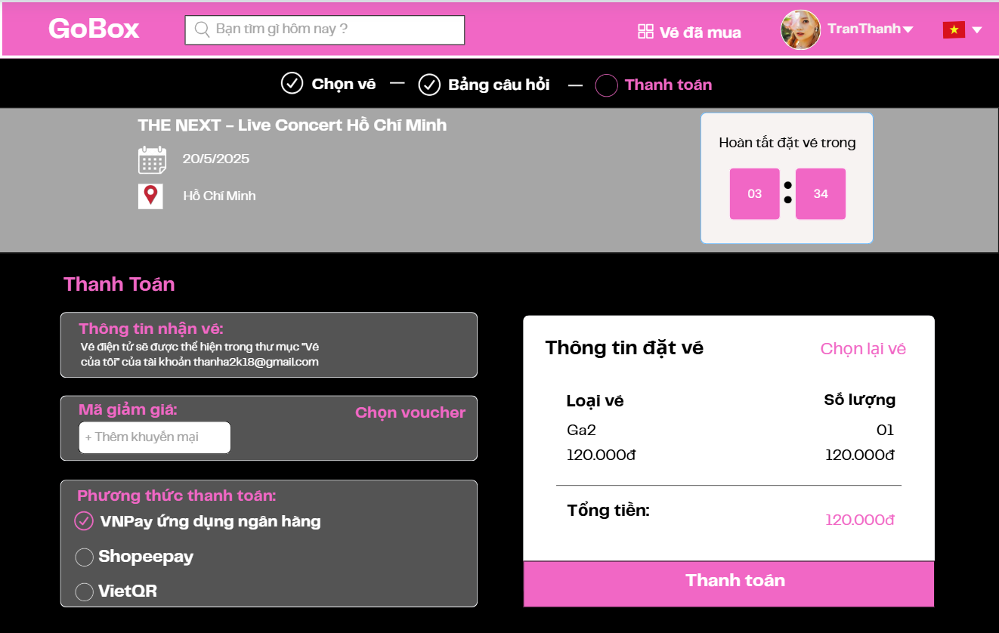 GoBox
Bạn tìm gì hôm nay ?
Vé đã mua
TranThanh
Chọn vé
Bảng câu hỏi
Thanh toán
THE NEXT – Live Concert Hồ Chí Minh
20/5/2025
Hồ Chí Minh
Hoàn tất đặt vé trong
03 : 34
Thanh Toán
Thông tin nhận vé:
Vé điện tử sẽ được thể hiện trong thư mục "Vé
của tôi" của tài khoản thanha2k18@gmail.com
Mã giảm giá:
Chọn voucher
+ Thêm khuyến mại
Phương thức thanh toán:
VNPay ứng dụng ngân hàng
Shopeepay
VietQR
Thông tin đặt vé
Chọn lại vé
Loại vé Số lượng
Ga2 01
120.000đ 120.000đ
Tổng tiền:
120.000đ
Thanh toán